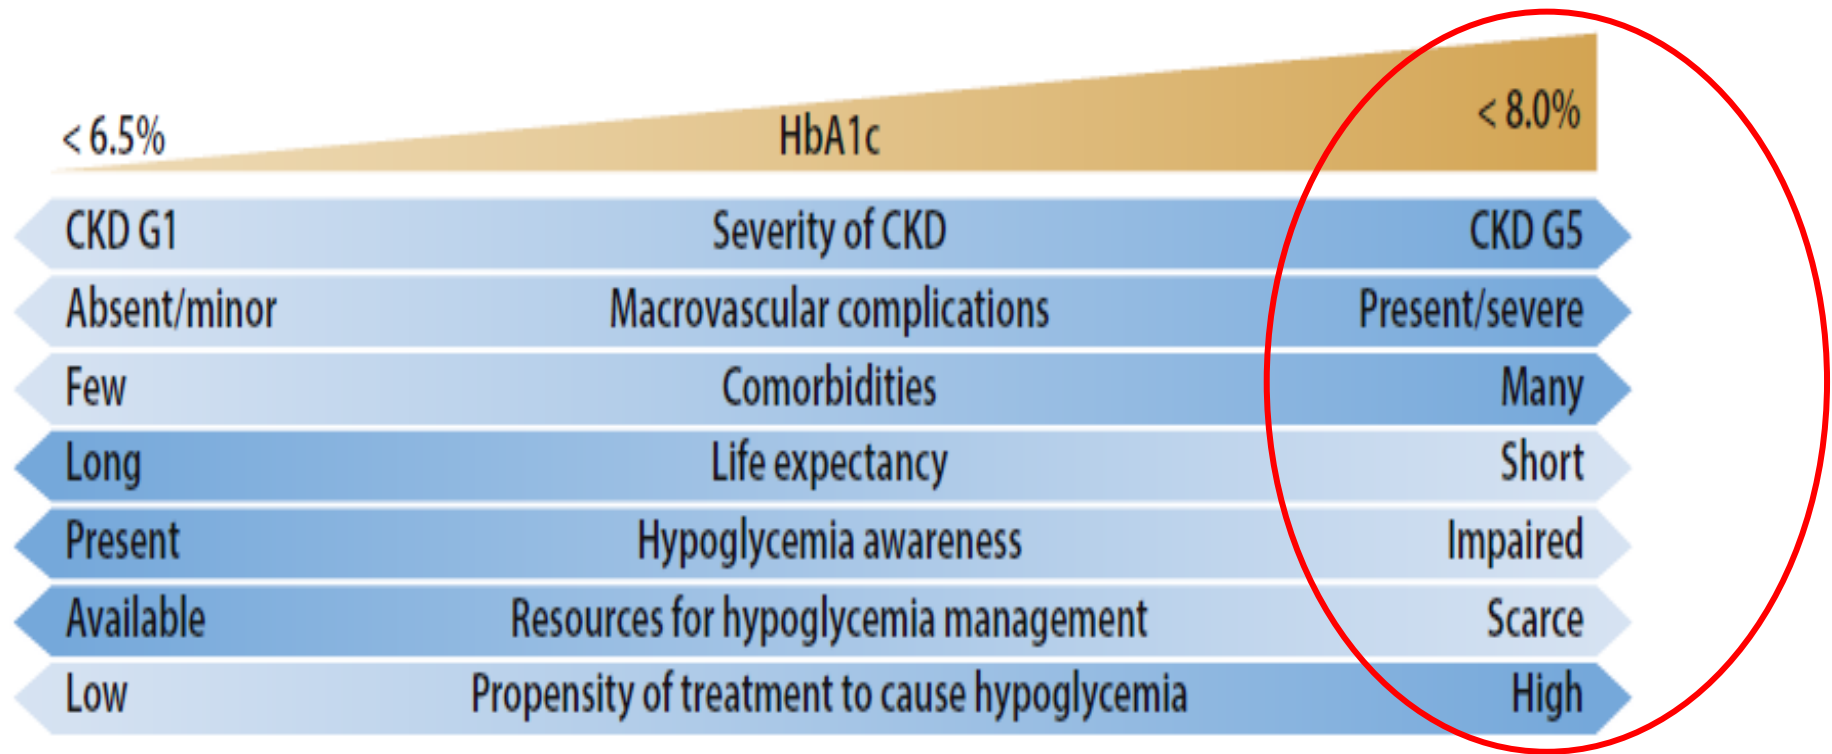 < 6.5% HbA1c < 8.0%
CKD G1 Severity of CKD CKD G5
Absent/minor Macrovascular complications Present/severe
Few Comorbidities Many
Long Life expectancy Short
Present Hypoglycemia awareness Impaired
Available Resources for hypoglycemia management Scarce
Low Propensity of treatment to cause hypoglycemia High